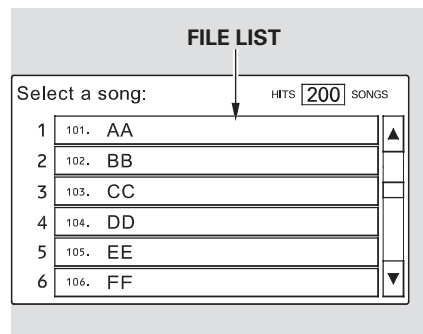 FILE LIST
Select a song: HITS 200 SONGS
1 101. AA
2 102. BB
3 103. CC
4 104. DD
5 105. EE
6 106. FF